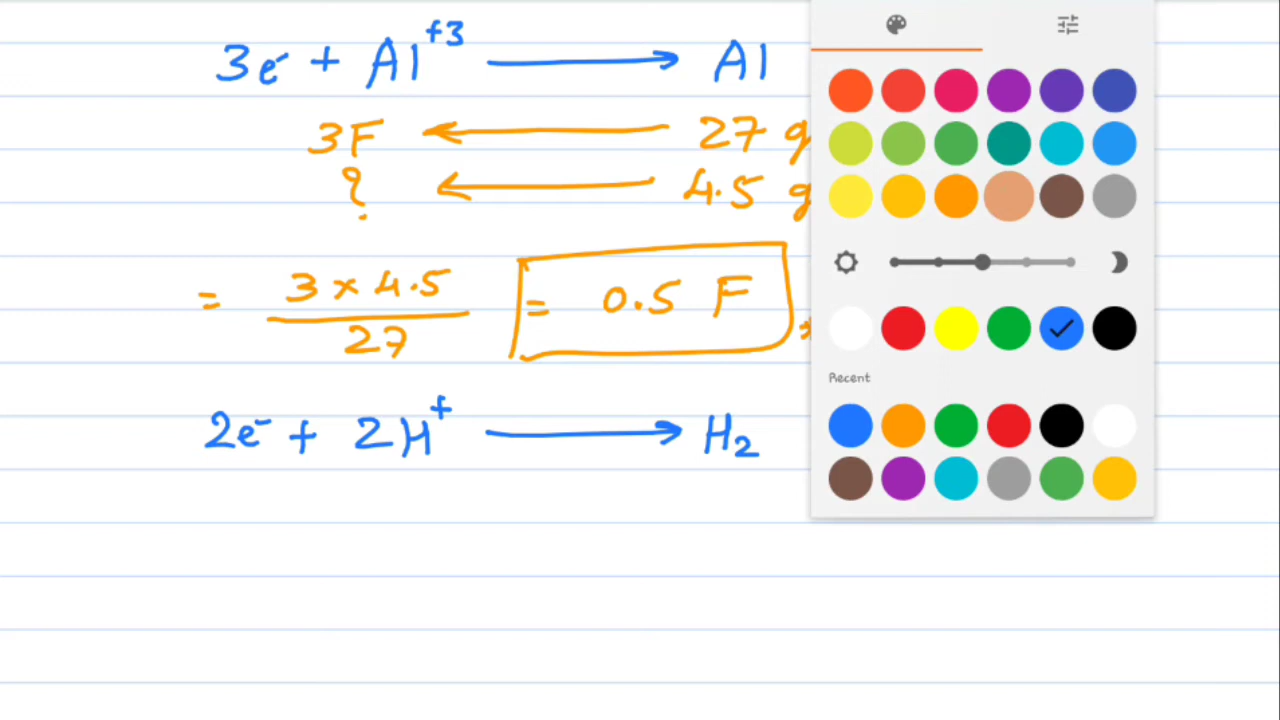 3e⁻ + Al⁺³ ⟶ Al
3F ⟵ 27 g
? ⟵ 4.5 g
= 3 × 4.5 / 27 = 0.5 F
2e⁻ + 2H⁺ ⟶ H₂
Recent